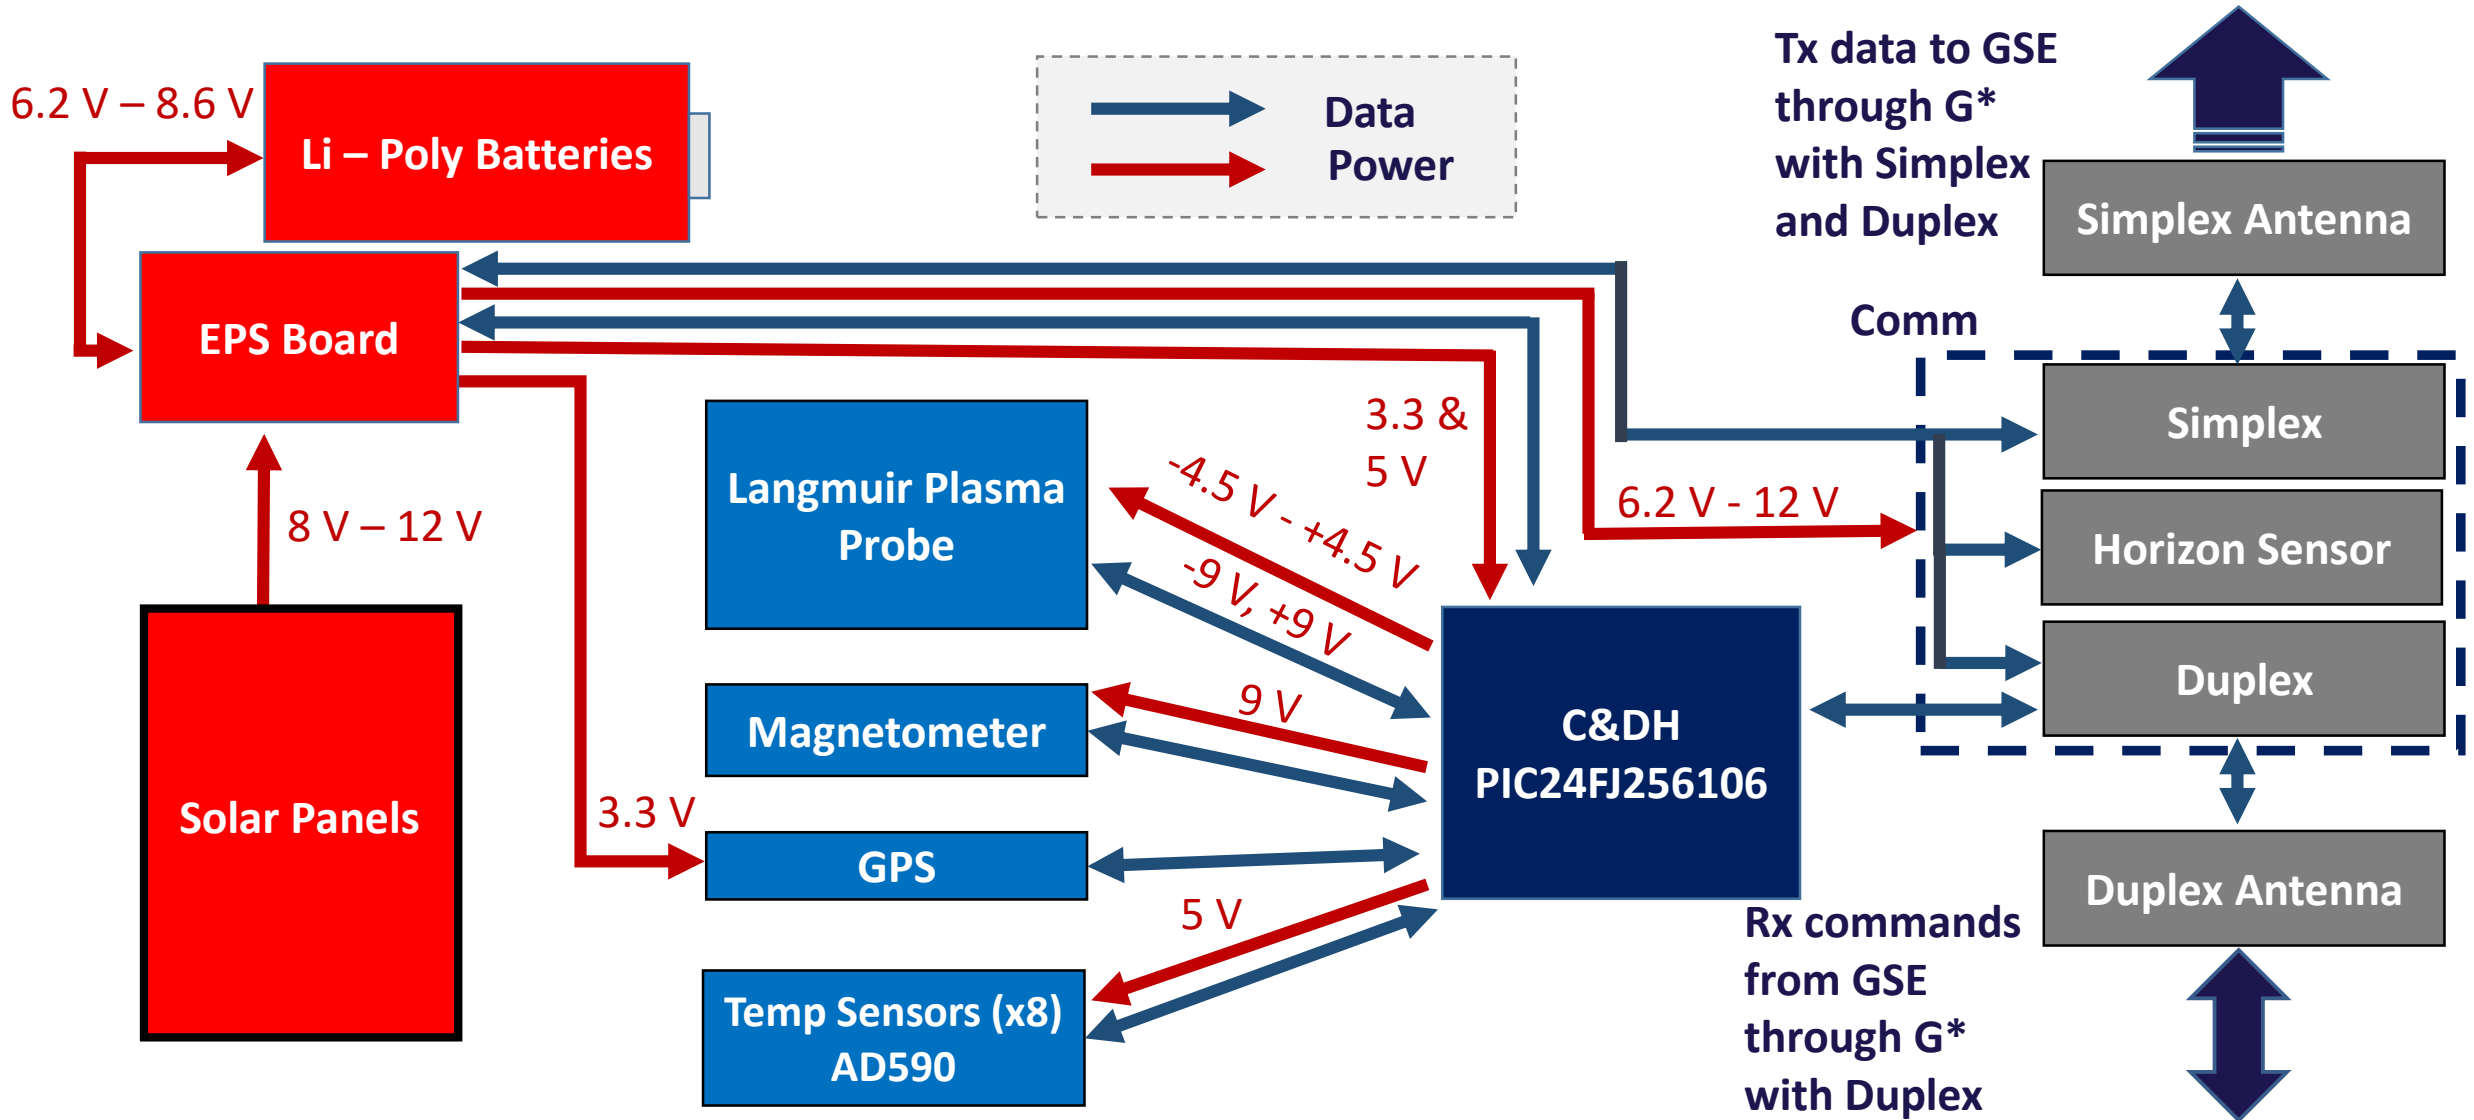 6.2 V – 8.6 V
Li – Poly Batteries
Data
Power
Tx data to GSE
through G*
with Simplex
and Duplex
Simplex Antenna
EPS Board
Comm
8 V – 12 V
Langmuir Plasma
Probe
3.3 &
5 V
-4.5 V - +4.5 V
-9 V, +9 V
6.2 V - 12 V
Simplex
Horizon Sensor
Duplex
Solar Panels
Magnetometer
9 V
C&DH
PIC24FJ256106
3.3 V
GPS
5 V
Temp Sensors (x8)
AD590
Duplex Antenna
Rx commands
from GSE
through G*
with Duplex